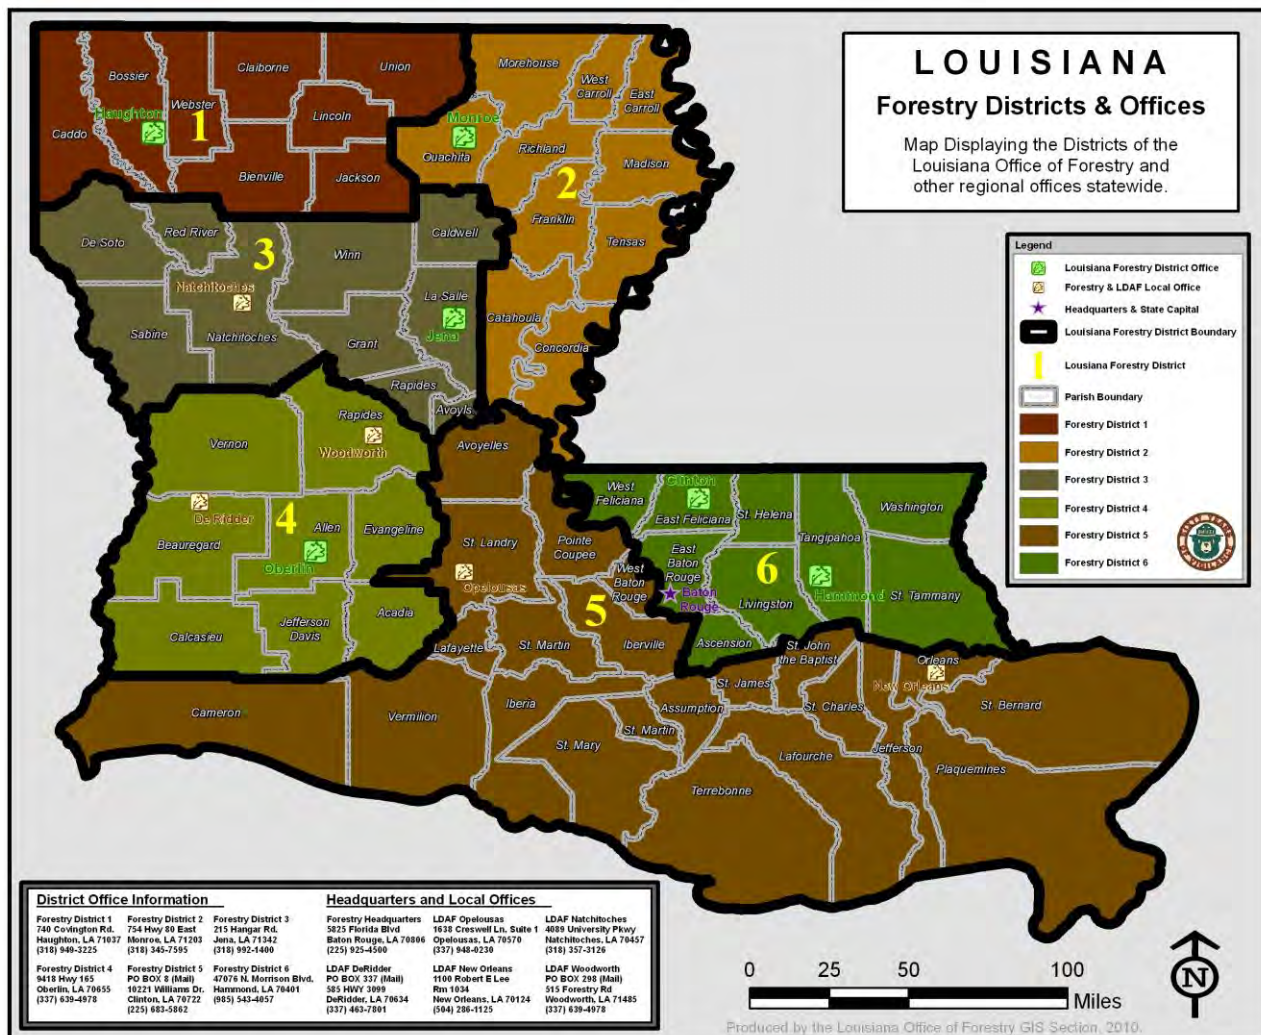 LOUISIANA
Forestry Districts & Offices
Map Displaying the Districts of the
Louisiana Office of Forestry and
other regional offices statewide.
Legend
Louisiana Forestry District Office
Forestry & LDAF Local Office
Headquarters & State Capital
Louisiana Forestry District Boundary
1
Lousiana Forestry District
Parish Boundary
Forestry District 1
Forestry District 2
Forestry District 3
Forestry District 4
Forestry District 5
Forestry District 6
Caddo
Bossier
Haughton
Webster
1
Claiborne
Union
Lincoln
Bienville
Jackson
Morehouse
West
Carroll
East
Carroll
Monroe
Ouachita
Richland
Madison
2
Franklin
Tensas
Catahoula
Concordia
De Soto
Red River
3
Winn
Caldwell
Natchitoches
La Salle
Jena
Sabine
Natchitoches
Grant
Rapides
Avoyls
Vernon
Rapides
Woodworth
De Ridder
4
Allen
Evangeline
Beauregard
Oberlin
Calcasieu
Jefferson
Davis
Acadia
Avoyelles
St. Landry
Pointe
Coupee
Opelousas
West
Baton
Rouge
5
Lafayette
St. Martin
Iberville
West
Feliciana
Clinton
East Feliciana
St. Helena
Washington
Tangipahoa
East
Baton
Rouge
6
Baton
Rouge
Livingston
Hammond
St. Tammany
Ascension
St. John
the Baptist
Orleans
New Orleans
St. James
Cameron
Vermilion
Iberia
Assumption
St. Charles
St. Bernard
St. Martin
St. Mary
Lafourche
Jefferson
Plaquemines
Terrebonne
District Office Information
Forestry District 1
740 Covington Rd.
Haughton, LA 71037
(318) 949-3225
Forestry District 2
754 Hwy 80 East
Monroe, LA 71203
(318) 345-7595
Forestry District 3
215 Hangar Rd.
Jena, LA 71342
(318) 992-1400
Forestry District 4
9418 Hwy 165
Oberlin, LA 70655
(337) 639-4978
Forestry District 5
PO BOX 8 (Mail)
10221 Williams Dr.
Clinton, LA 70722
(225) 683-5862
Forestry District 6
47076 N. Morrison Blvd.
Hammond, LA 70401
(985) 543-4057
Headquarters and Local Offices
Forestry Headquarters
5825 Florida Blvd
Baton Rouge, LA 70806
(225) 925-4500
LDAF Opelousas
1638 Creswell Ln. Suite 1
Opelousas, LA 70570
(337) 948-0230
LDAF Natchitoches
4089 University Pkwy
Natchitoches, LA 70457
(318) 357-3126
LDAF DeRidder
PO BOX 337 (Mail)
585 HWY 3099
DeRidder, LA 70634
(337) 463-7801
LDAF New Orleans
1100 Robert E Lee
Rm 1034
New Orleans, LA 70124
(504) 286-1125
LDAF Woodworth
PO BOX 298 (Mail)
515 Forestry Rd
Woodworth, LA 71485
(337) 639-4978
0 25 50 100
Miles
N
Produced by the Louisiana Office of Forestry GIS Section, 2010.